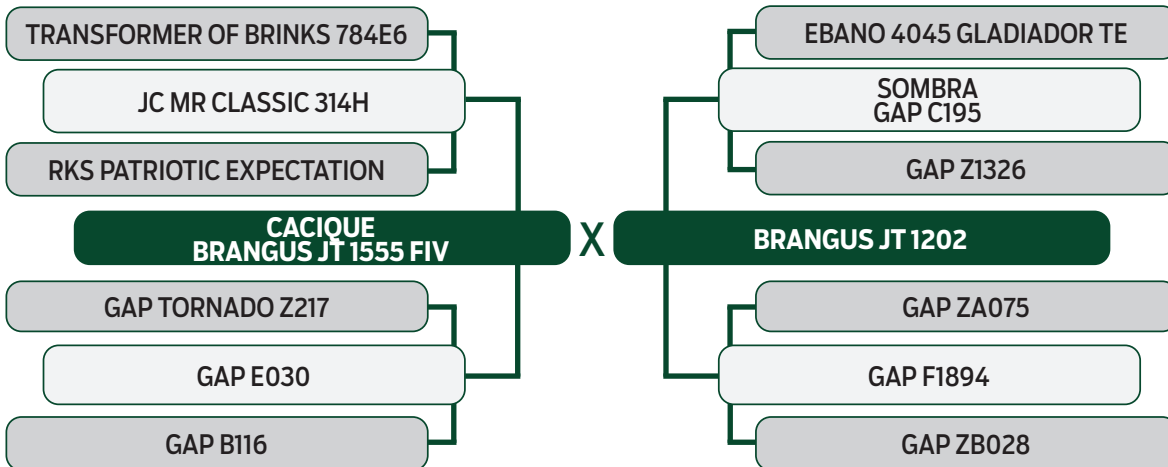 TRANSFORMER OF BRINKS 784E6
JC MR CLASSIC 314H
RKS PATRIOTIC EXPECTATION
CACIQUE
BRANGUS JT 1555 FIV
GAP TORNADO Z217
GAP E030
GAP B116
X
EBANO 4045 GLADIADOR TE
SOMBRA
GAP C195
GAP Z1326
BRANGUS JT 1202
GAP ZA075
GAP F1894
GAP ZB028